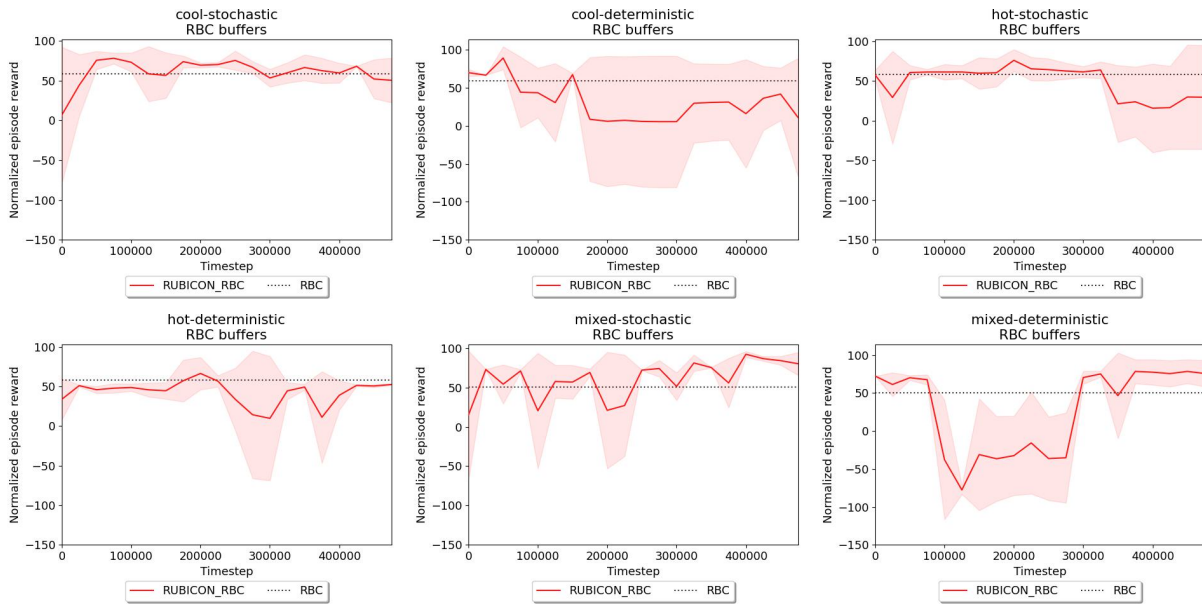 cool-stochastic
RBC buffers
Normalized episode reward
100
50
0
−50
−100
−150
0
100000
200000
300000
400000
Timestep
RUBICON_RBC
RBC
cool-deterministic
RBC buffers
Normalized episode reward
100
50
0
−50
−100
−150
0
100000
200000
300000
400000
Timestep
RUBICON_RBC
RBC
hot-stochastic
RBC buffers
Normalized episode reward
100
50
0
−50
−100
−150
0
100000
200000
300000
400000
Timestep
RUBICON_RBC
RBC
hot-deterministic
RBC buffers
Normalized episode reward
100
50
0
−50
−100
−150
0
100000
200000
300000
400000
Timestep
RUBICON_RBC
RBC
mixed-stochastic
RBC buffers
Normalized episode reward
100
50
0
−50
−100
−150
0
100000
200000
300000
400000
Timestep
RUBICON_RBC
RBC
mixed-deterministic
RBC buffers
Normalized episode reward
100
50
0
−50
−100
−150
0
100000
200000
300000
400000
Timestep
RUBICON_RBC
RBC